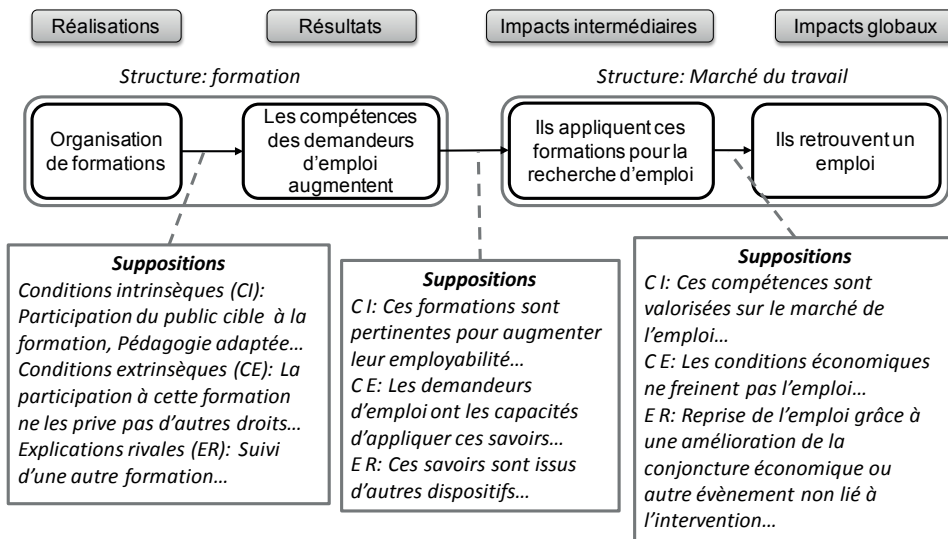 Réalisations
Résultats
Impacts intermédiaires
Impacts globaux
Structure: formation
Structure: Marché du travail
Organisation
de formations
Les compétences
des demandeurs
d’emploi
augmentent
Ils appliquent ces
formations pour la
recherche d’emploi
Ils retrouvent un
emploi
Suppositions
Conditions intrinsèques (CI):
Participation du public cible à la
formation, Pédagogie adaptée…
Conditions extrinsèques (CE): La
participation à cette formation
ne les prive pas d’autres droits…
Explications rivales (ER): Suivi
d’une autre formation…
Suppositions
C I: Ces formations sont
pertinentes pour augmenter
leur employabilité…
C E: Les demandeurs
d’emploi ont les capacités
d’appliquer ces savoirs…
E R: Ces savoirs sont issus
d’autres dispositifs…
Suppositions
C I: Ces compétences sont
valorisées sur le marché de
l’emploi…
C E: Les conditions économiques
ne freinent pas l’emploi…
E R: Reprise de l’emploi grâce à
une amélioration de la
conjoncture économique ou
autre évènement non lié à
l’intervention…